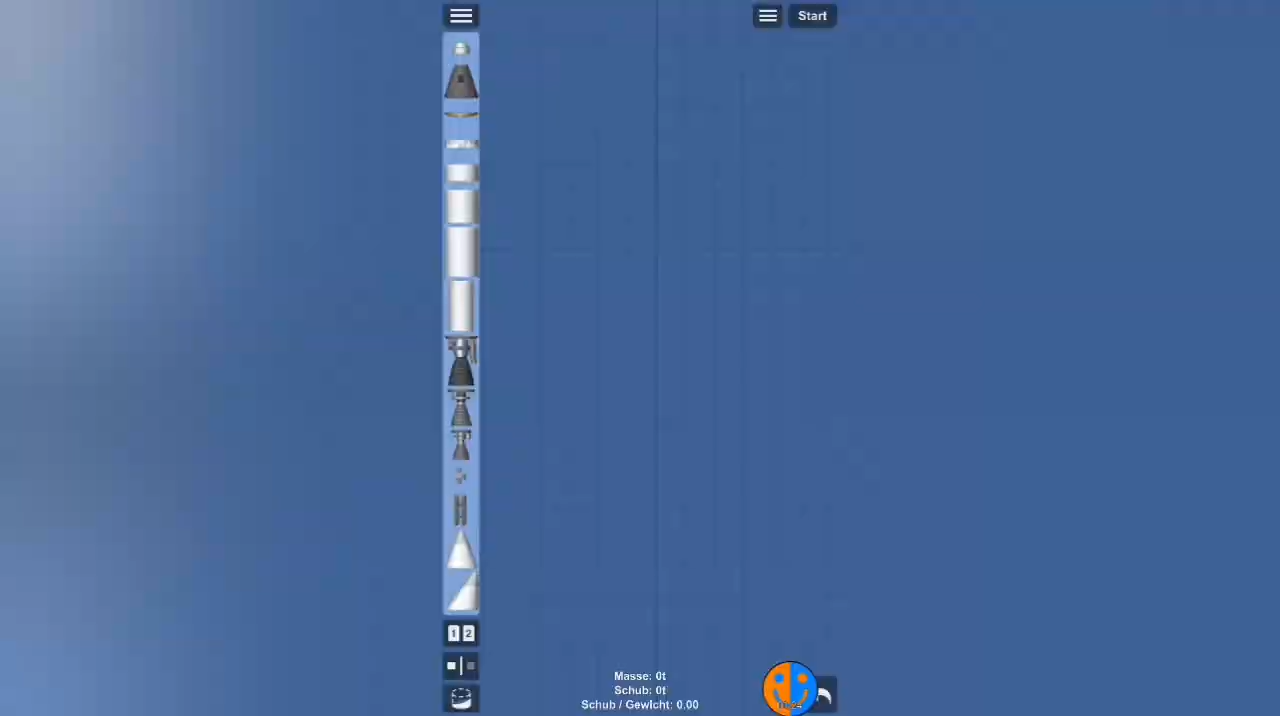 Start
1 2
Masse: 0t
Schub: 0t
Schub / Gewicht: 0.00